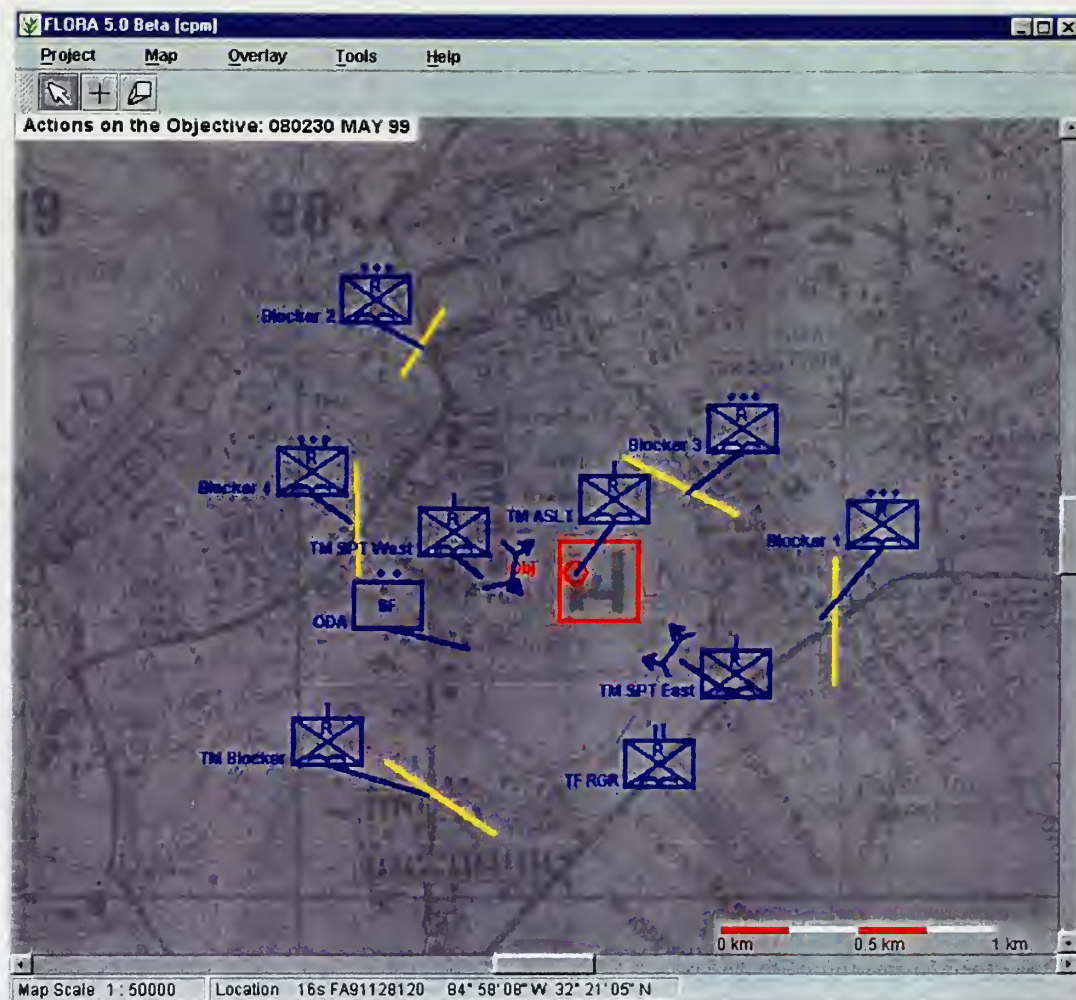 FLORA 5.0 Beta [cpm]
Project Map Overlay Tools Help
Actions on the Objective: 080230 MAY 99
Blocker 2
R
Blocker 3
R
Blocker 4
R
TM ASLT
R
Blocker 1
TM SPT West
R
Obj
ODA
SF
TM SPT East
R
TM Blocker
R
TF RGR
R
0 km 0.5 km 1 km
Map Scale 1 : 50000 Location 16s FA91128120 84° 58' 08" W 32° 21' 05" N